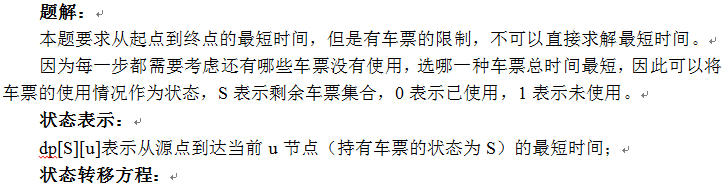 题解：
本题要求从起点到终点的最短时间，但是有车票的限制，不可以直接求解最短时间。
因为每一步都需要考虑还有哪些车票没有使用，选哪一种车票总时间最短，因此可以将
车票的使用情况作为状态，S 表示剩余车票集合，0 表示已使用，1 表示未使用。
状态表示：
dp[S][u]表示从源点到达当前 u 节点（持有车票的状态为 S）的最短时间；
状态转移方程：